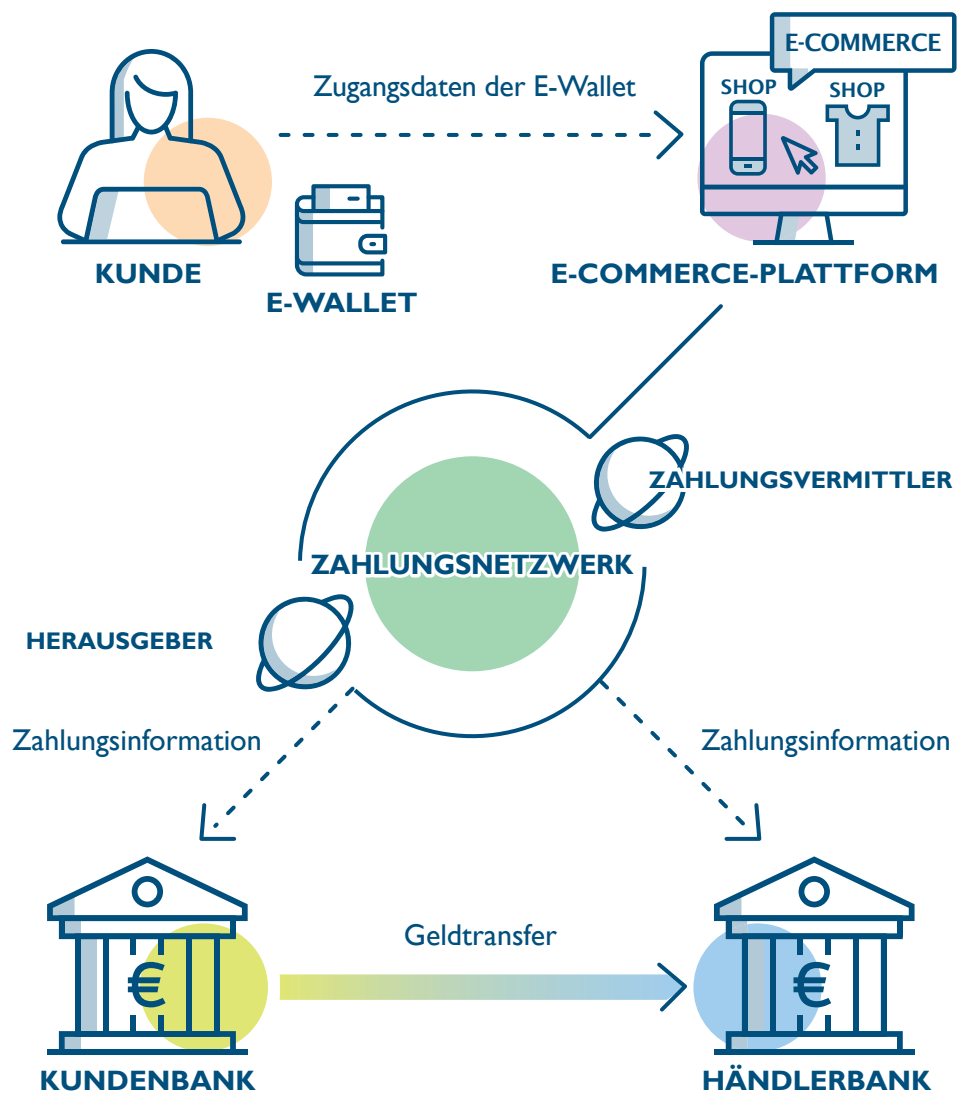 E-COMMERCE
SHOP
SHOP
Zugangsdaten der E-Wallet
KUNDE
E-WALLET
E-COMMERCE-PLATTFORM
ZAHLUNGSVERMITTLER
ZAHLUNGSNETZWERK
HERAUSGEBER
Zahlungsinformation
Zahlungsinformation
Geldtransfer
€
€
KUNDENBANK
HÄNDLERBANK